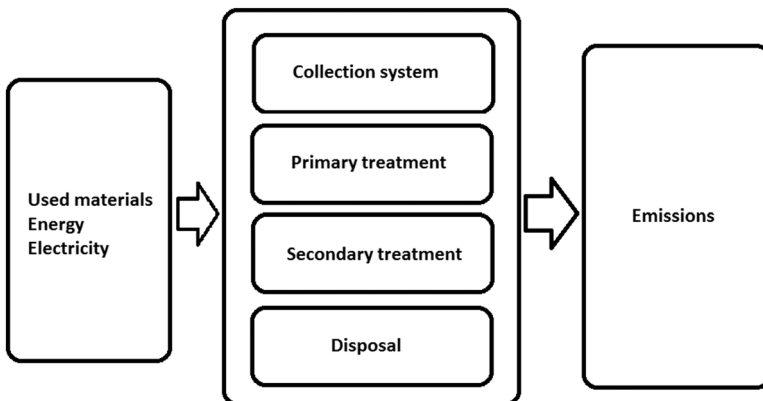 Used materials
Energy
Electricity
Collection system
Primary treatment
Secondary treatment
Disposal
Emissions